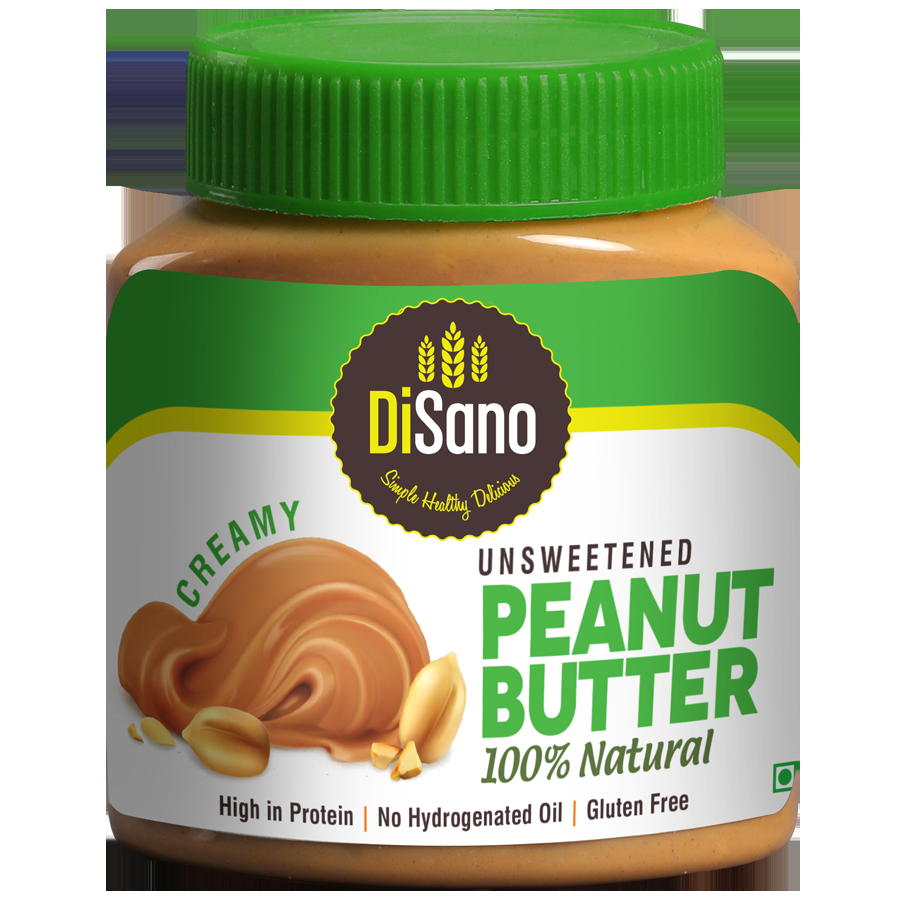 DiSano
Simple Healthy Delicious
CREAMY
UNSWEETENED
PEANUT
BUTTER
100% Natural
High in Protein | No Hydrogenated Oil | Gluten Free